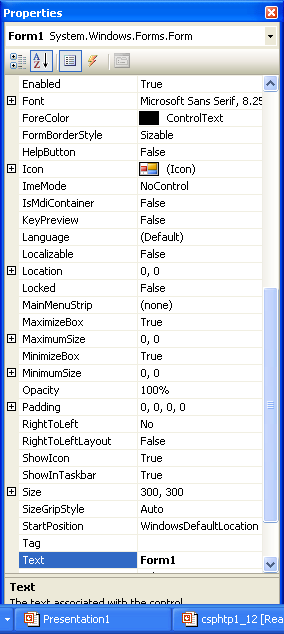 Properties
Form1 System.Windows.Forms.Form
Enabled True
Font Microsoft Sans Serif, 8.25
ForeColor ControlText
FormBorderStyle Sizable
HelpButton False
Icon (Icon)
ImeMode NoControl
IsMdiContainer False
KeyPreview False
Language (Default)
Localizable False
Location 0, 0
Locked False
MainMenuStrip (none)
MaximizeBox True
MaximumSize 0, 0
MinimizeBox True
MinimumSize 0, 0
Opacity 100%
Padding 0, 0, 0, 0
RightToLeft No
RightToLeftLayout False
ShowIcon True
ShowInTaskbar True
Size 300, 300
SizeGripStyle Auto
StartPosition WindowsDefaultLocation
Tag
Text Form1
Text
The text associated with the control.
Presentation1 csphtp1_12 [Rea